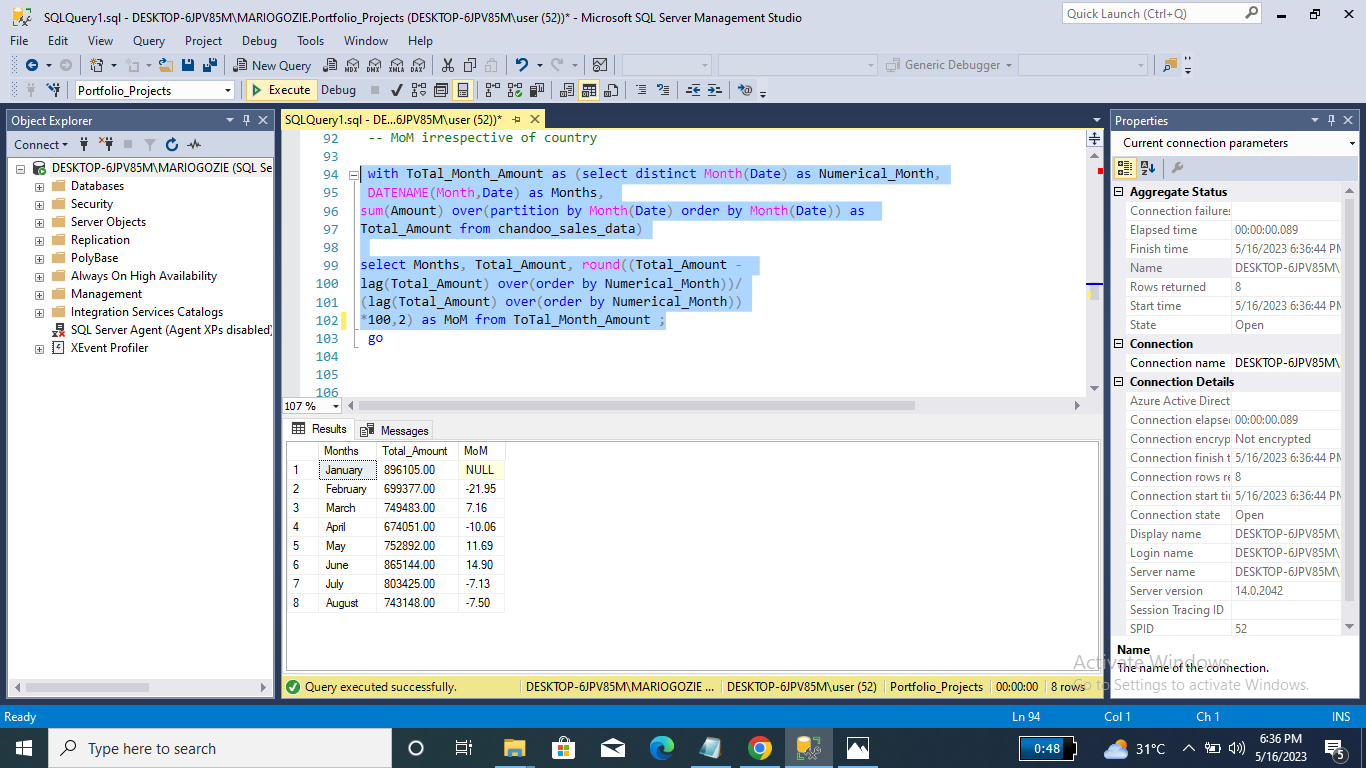 SQLQuery1.sql - DESKTOP-6JPV85M\MARIOGOZIE.Portfolio_Projects (DESKTOP-6JPV85M\user (52))* - Microsoft SQL Server Management Studio
Quick Launch (Ctrl+Q)
File Edit View Query Project Debug Tools Window Help
New Query MDX DMX XMLA DAX Generic Debugger
Portfolio_Projects Execute Debug
Object Explorer
Connect
DESKTOP-6JPV85M\MARIOGOZIE (SQL Se
Databases
Security
Server Objects
Replication
PolyBase
Always On High Availability
Management
Integration Services Catalogs
SQL Server Agent (Agent XPs disabled)
XEvent Profiler
SQLQuery1.sql - DE...6JPV85M\user (52))*
92 -- MoM irrespective of country
93
94 with ToTal_Month_Amount as (select distinct Month(Date) as Numerical_Month,
95 DATENAME(Month,Date) as Months,
96 sum(Amount) over(partition by Month(Date) order by Month(Date)) as
97 Total_Amount from chandoo_sales_data)
98
99 select Months, Total_Amount, round((Total_Amount -
100 lag(Total_Amount) over(order by Numerical_Month))/
101 (lag(Total_Amount) over(order by Numerical_Month))
102 *100,2) as MoM from ToTal_Month_Amount ;
103 go
104
105
106
107 %
Results Messages
Months Total_Amount MoM
1 January 896105.00 NULL
2 February 699377.00 -21.95
3 March 749483.00 7.16
4 April 674051.00 -10.06
5 May 752892.00 11.69
6 June 865144.00 14.90
7 July 803425.00 -7.13
8 August 743148.00 -7.50
Query executed successfully. DESKTOP-6JPV85M\MARIOGOZIE ... DESKTOP-6JPV85M\user (52) Portfolio_Projects 00:00:00 8 rows
Properties
Current connection parameters
Aggregate Status
Connection failures
Elapsed time 00:00:00.089
Finish time 5/16/2023 6:36:44 PM
Name DESKTOP-6JPV85M\
Rows returned 8
Start time 5/16/2023 6:36:44 PM
State Open
Connection
Connection name DESKTOP-6JPV85M\
Connection Details
Azure Active Direct
Connection elapse 00:00:00.089
Connection encryp Not encrypted
Connection finish t 5/16/2023 6:36:44 PM
Connection rows re 8
Connection start ti 5/16/2023 6:36:44 PM
Connection state Open
Display name DESKTOP-6JPV85M\
Login name DESKTOP-6JPV85M\
Server name DESKTOP-6JPV85M\
Server version 14.0.2042
Session Tracing ID
SPID 52
Name
The name of the connection.
Activate Windows
Go to Settings to activate Windows.
Ready Ln 94 Col 1 Ch 1 INS
Type here to search
0:48
31°C
6:36 PM
5/16/2023
5